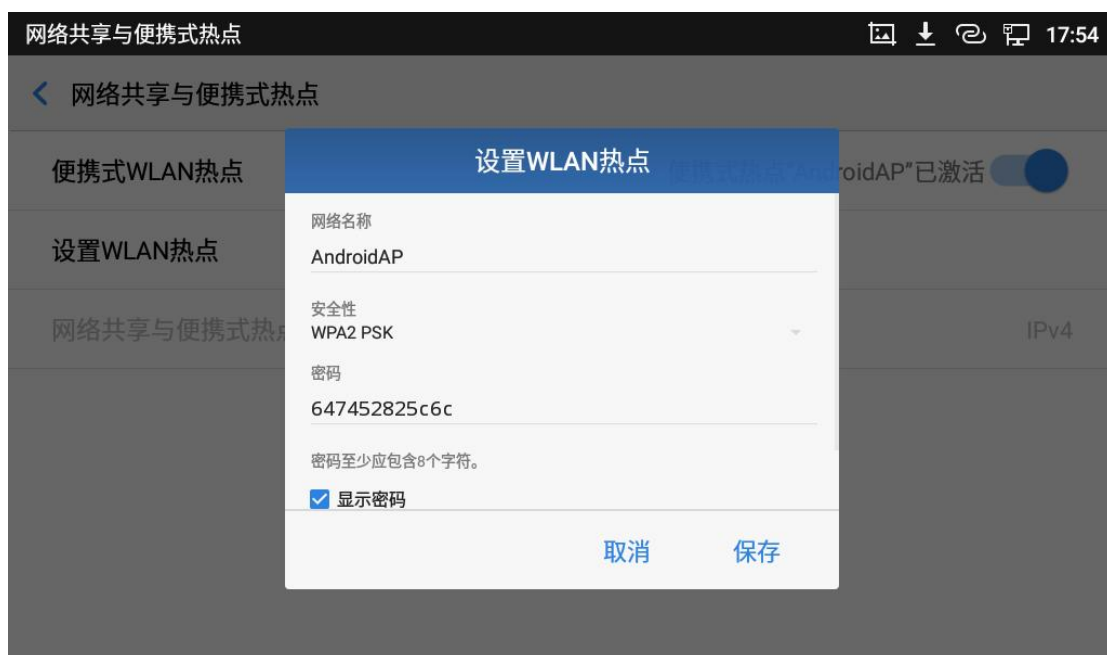 网络共享与便携式热点 17:54
网络共享与便携式热点
便携式WLAN热点 便携式热点"AndroidAP"已激活
设置WLAN热点
网络共享与便携式热 IPv4
设置WLAN热点
网络名称
AndroidAP
安全性
WPA2 PSK
密码
647452825c6c
密码至少应包含8个字符。
显示密码
取消 保存